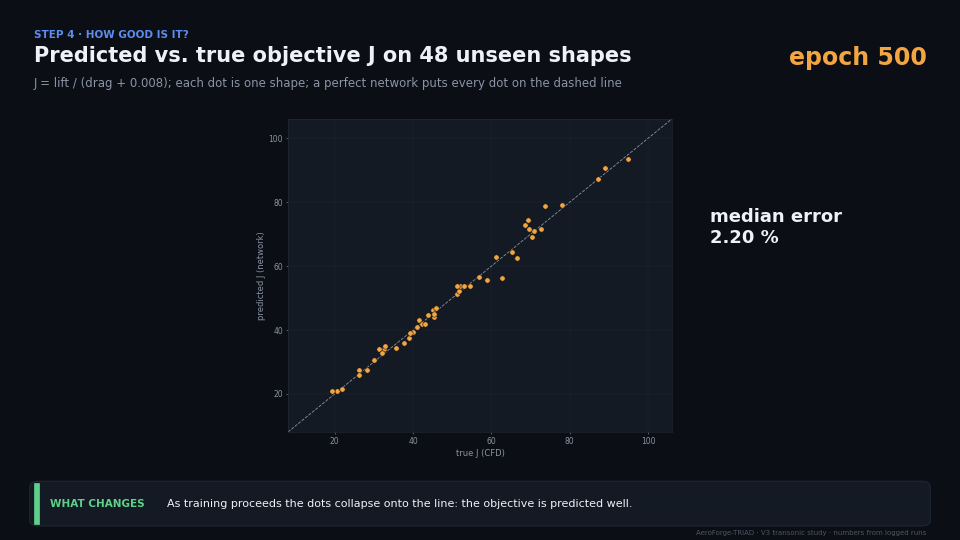 STEP 4 · HOW GOOD IS IT?
Predicted vs. true objective J on 48 unseen shapes
epoch 500
J = lift / (drag + 0.008); each dot is one shape; a perfect network puts every dot on the dashed line
100
80
60
40
20
predicted J (network)
20
40
60
80
100
true J (CFD)
median error
2.20 %
WHAT CHANGES As training proceeds the dots collapse onto the line: the objective is predicted well.
AeroForge-TRIAD · V3 transonic study · numbers from logged runs